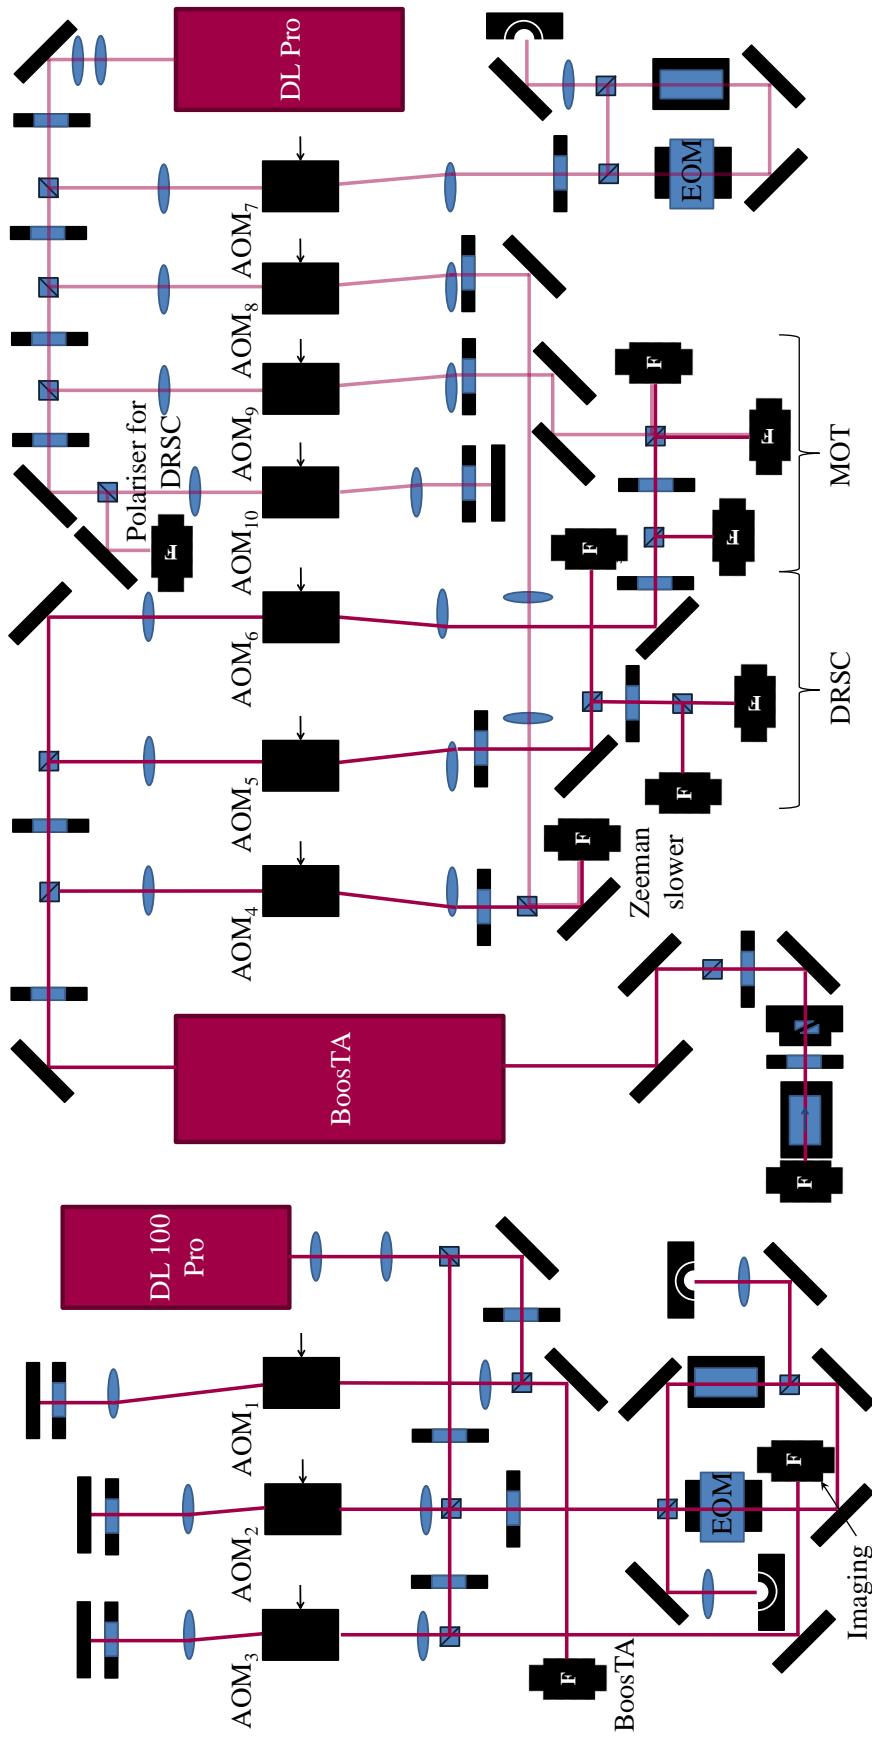 DL 100
Pro
Polariser for
DRSC
F
AOM₃
AOM₂
AOM₁
AOM₄
AOM₅
AOM₆
AOM₁₀
AOM₉
AOM₈
AOM₇
DL Pro
BoosTA
F
BoosTA
F
Zeeman
slower
F
F
F
EOM
EOM
F
F
F
F
Imaging
F
N
DRSC
MOT